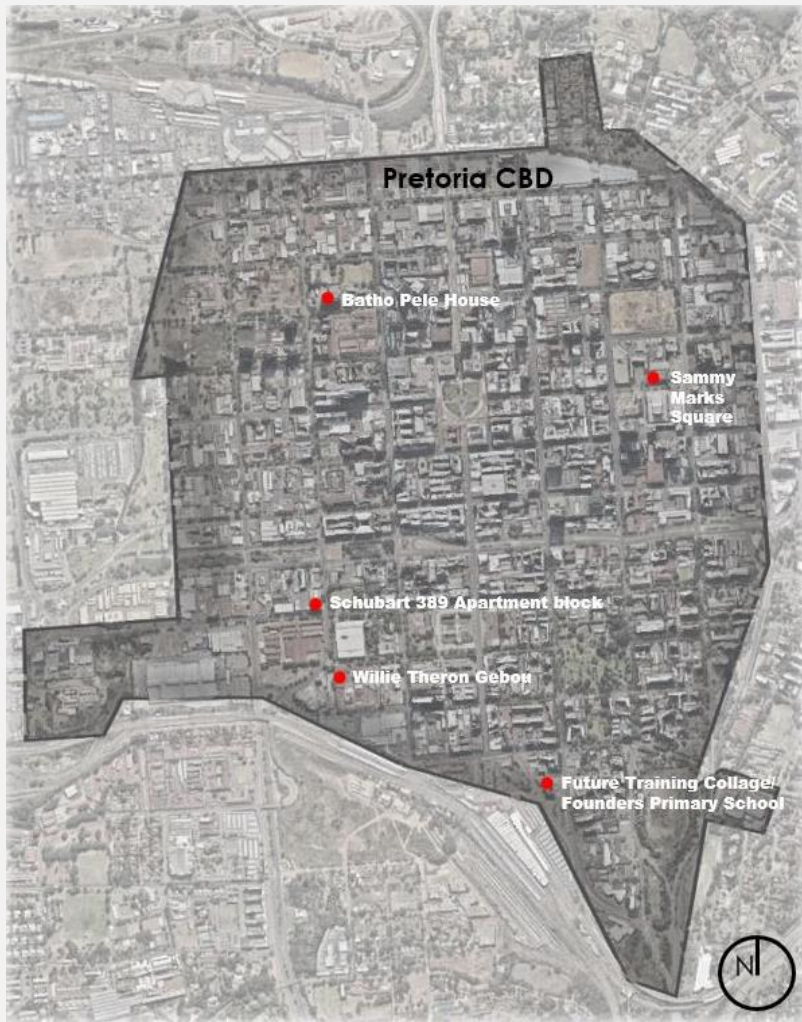 Pretoria CBD
Batho Pele House
Sammy
Marks
Square
Schubart 389 Apartment block
Willie Theron Gebou
Future Training Collage/
Founders Primary School
N